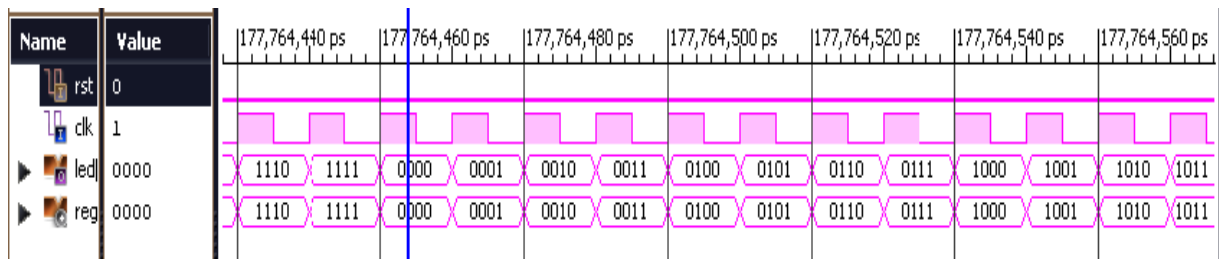 Name Value 177,764,440 ps 177,764,460 ps 177,764,480 ps 177,764,500 ps 177,764,520 ps 177,764,540 ps 177,764,560 ps
rst 0
clk 1
led 0000 1110 1111 0000 0001 0010 0011 0100 0101 0110 0111 1000 1001 1010 1011
reg 0000 1110 1111 0000 0001 0010 0011 0100 0101 0110 0111 1000 1001 1010 1011